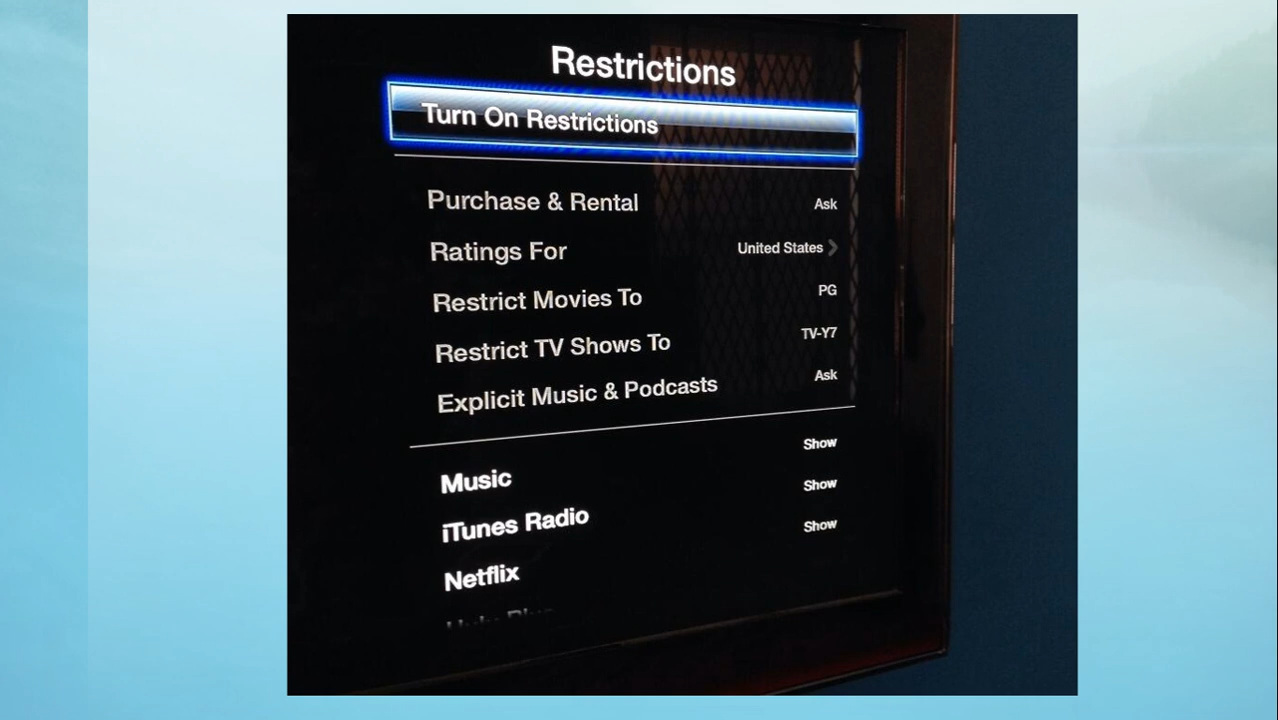 Restrictions
Turn On Restrictions
Purchase & Rental Ask
Ratings For United States
Restrict Movies To PG
Restrict TV Shows To TV-Y7
Explicit Music & Podcasts Ask
Music Show
iTunes Radio Show
Netflix Show